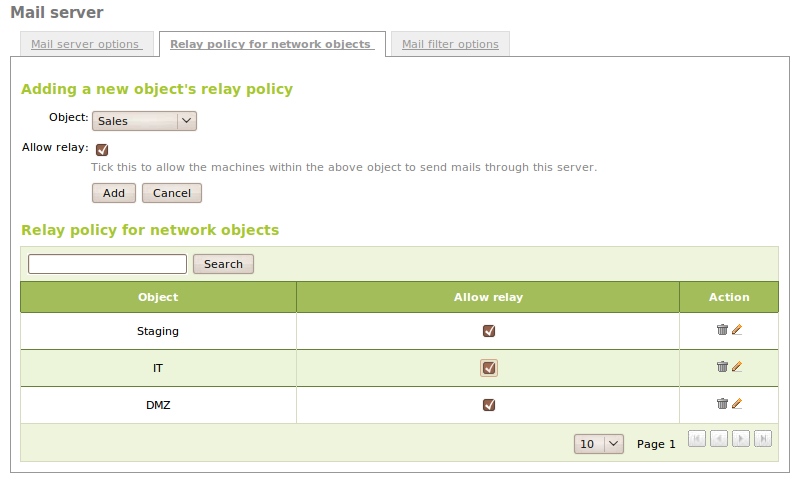 Mail server
Mail server options
Relay policy for network objects
Mail filter options
Adding a new object's relay policy
Object: Sales
Allow relay:
Tick this to allow the machines within the above object to send mails through this server.
Add Cancel
Relay policy for network objects
Search
Object Allow relay Action
Staging
IT
DMZ
10 Page 1